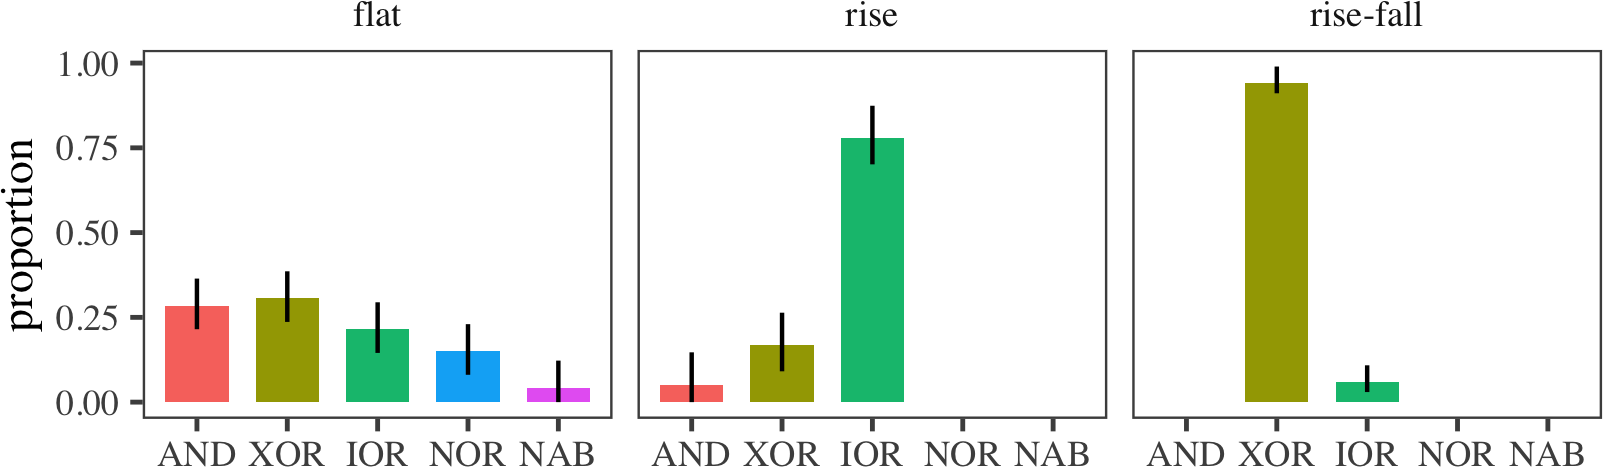 flat rise rise-fall
proportion
1.00
0.75
0.50
0.25
0.00
AND XOR IOR NOR NAB AND XOR IOR NOR NAB AND XOR IOR NOR NAB